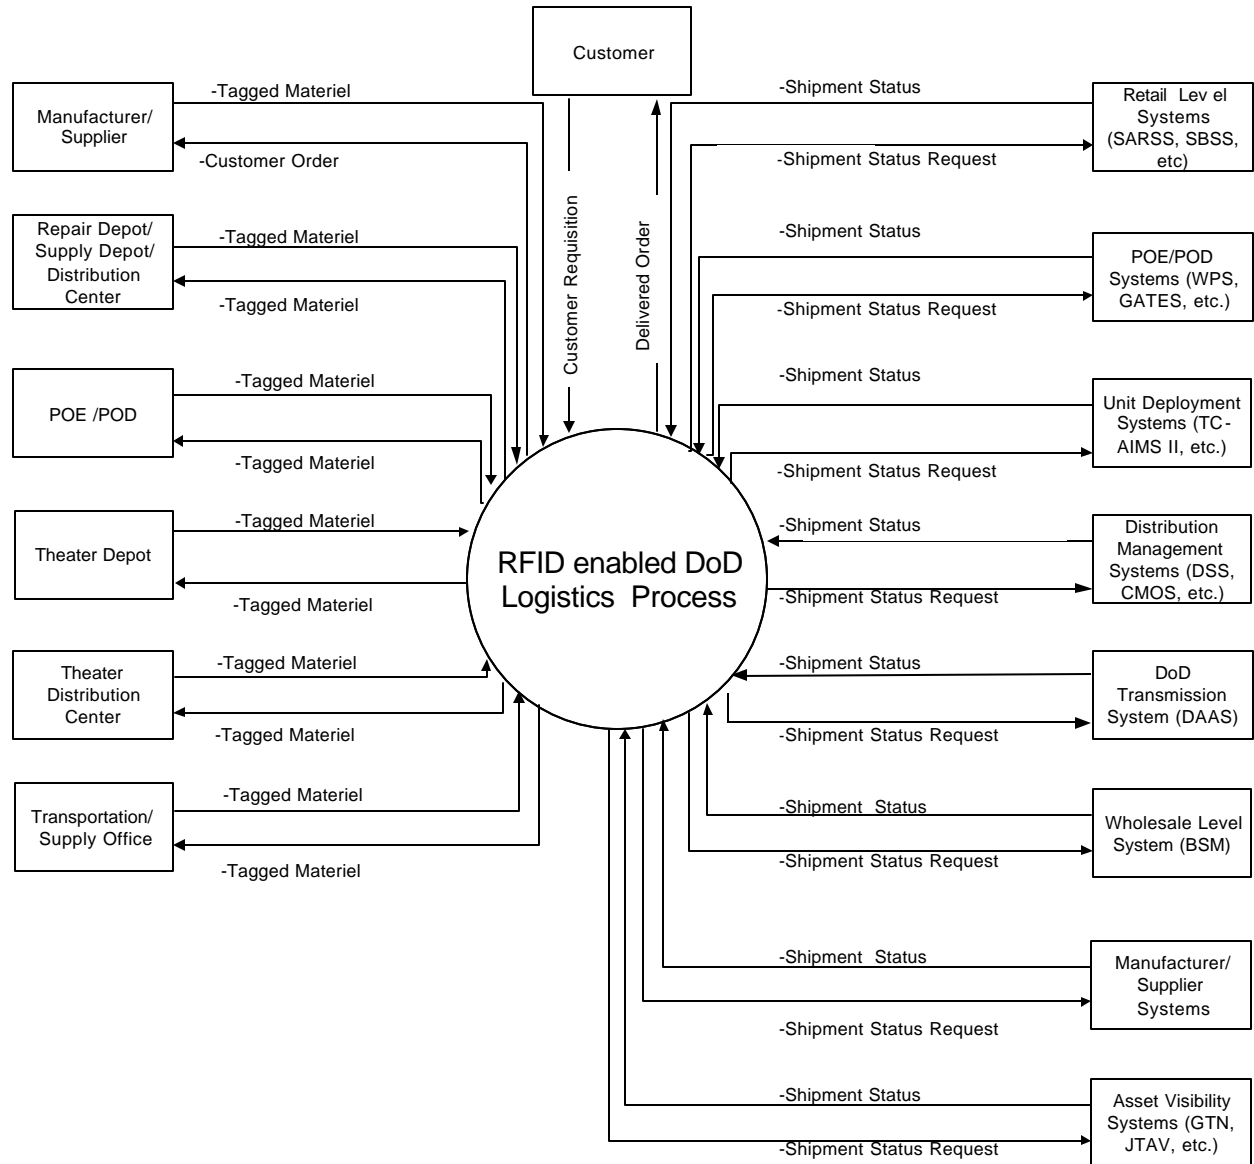 Customer
Manufacturer/
Supplier
-Tagged Materiel
-Customer Order
Repair Depot/
Supply Depot/
Distribution
Center
-Tagged Materiel
-Tagged Materiel
POE /POD
-Tagged Materiel
-Tagged Materiel
Theater Depot
-Tagged Materiel
-Tagged Materiel
Theater
Distribution
Center
-Tagged Materiel
-Tagged Materiel
Transportation/
Supply Office
-Tagged Materiel
-Tagged Materiel
Customer Requisition
Delivered Order
RFID enabled DoD
Logistics Process
-Shipment Status
-Shipment Status Request
Retail Lev el
Systems
(SARSS, SBSS,
etc)
-Shipment Status
-Shipment Status Request
POE/POD
Systems (WPS,
GATES, etc.)
-Shipment Status
-Shipment Status Request
Unit Deployment
Systems (TC-
AIMS II, etc.)
-Shipment Status
-Shipment Status Request
Distribution
Management
Systems (DSS,
CMOS, etc.)
-Shipment Status
-Shipment Status Request
DoD
Transmission
System (DAAS)
-Shipment Status
-Shipment Status Request
Wholesale Level
System (BSM)
-Shipment Status
-Shipment Status Request
Manufacturer/
Supplier
Systems
-Shipment Status
-Shipment Status Request
Asset Visibility
Systems (GTN,
JTAV, etc.)